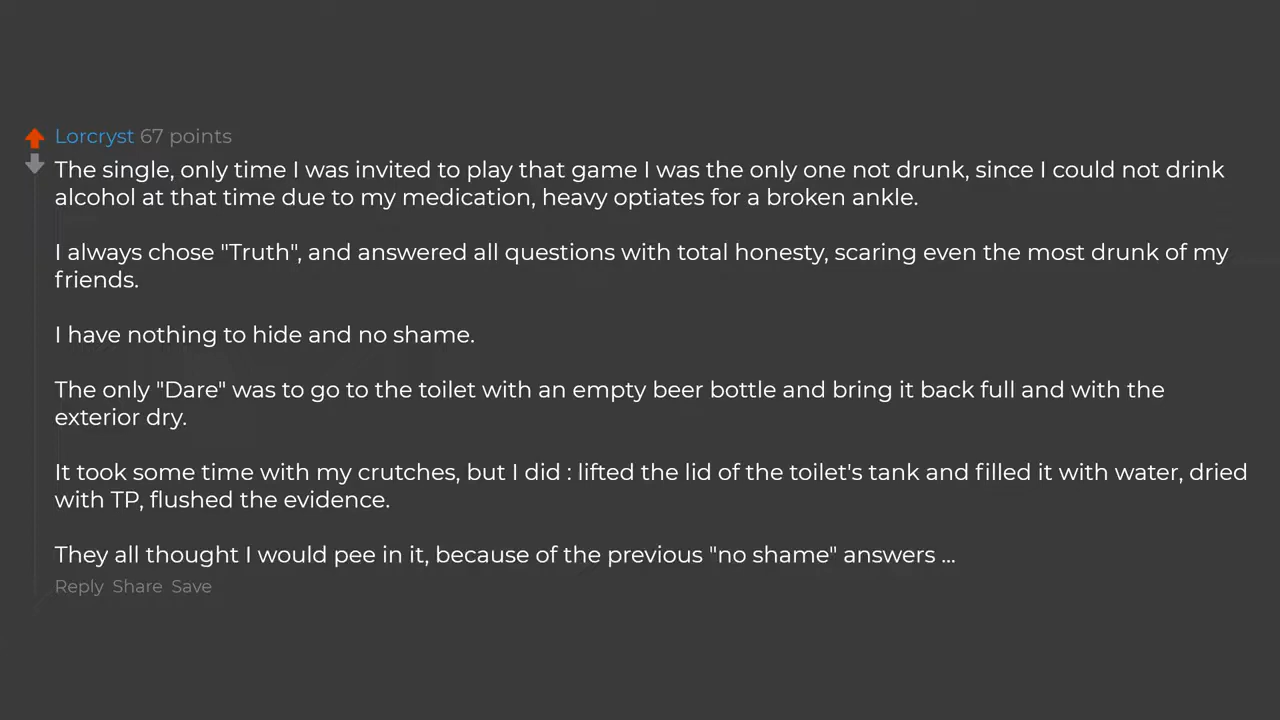 Lorcryst 67 points
The single, only time I was invited to play that game I was the only one not drunk, since I could not drink
alcohol at that time due to my medication, heavy optiates for a broken ankle.
I always chose "Truth", and answered all questions with total honesty, scaring even the most drunk of my
friends.
I have nothing to hide and no shame.
The only "Dare" was to go to the toilet with an empty beer bottle and bring it back full and with the
exterior dry.
It took some time with my crutches, but I did : lifted the lid of the toilet's tank and filled it with water, dried
with TP, flushed the evidence.
They all thought I would pee in it, because of the previous "no shame" answers ...
Reply Share Save